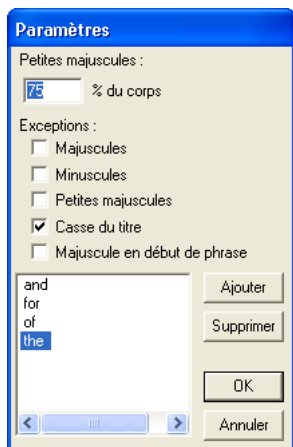 Paramètres
Petites majuscules :
75 % du corps
Exceptions :
Majuscules
Minuscules
Petites majuscules
Casse du titre
Majuscule en début de phrase
and
for
of
the
Ajouter
Supprimer
OK
Annuler